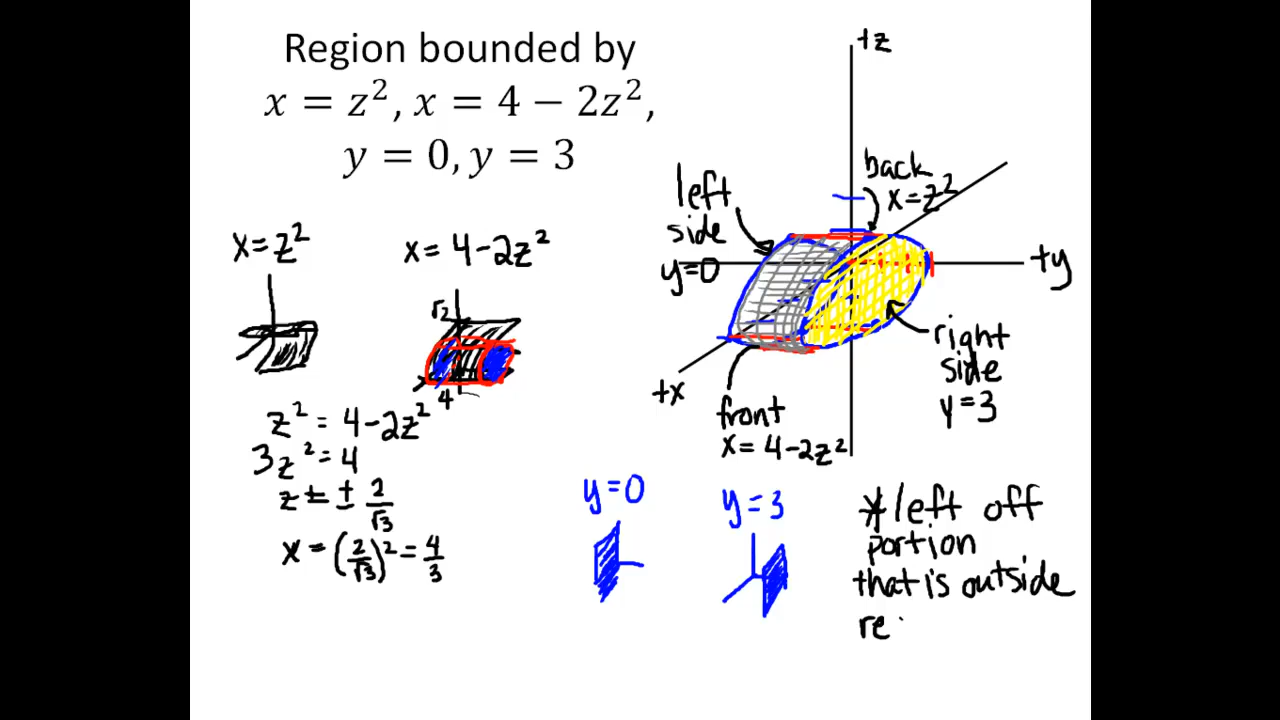 Region bounded by
x = z², x = 4 − 2z²,
y = 0, y = 3
x=z²
x= 4-2z²
√2
4
z² = 4-2z²
3z² = 4
z = ± 2/√3
x = (2/√3)² = 4/3
+z
back
x=z²
left
side
y=0
+y
+x
right
side
y=3
front
x= 4-2z²
y=0
y=3
*left off
portion
that is outside
re